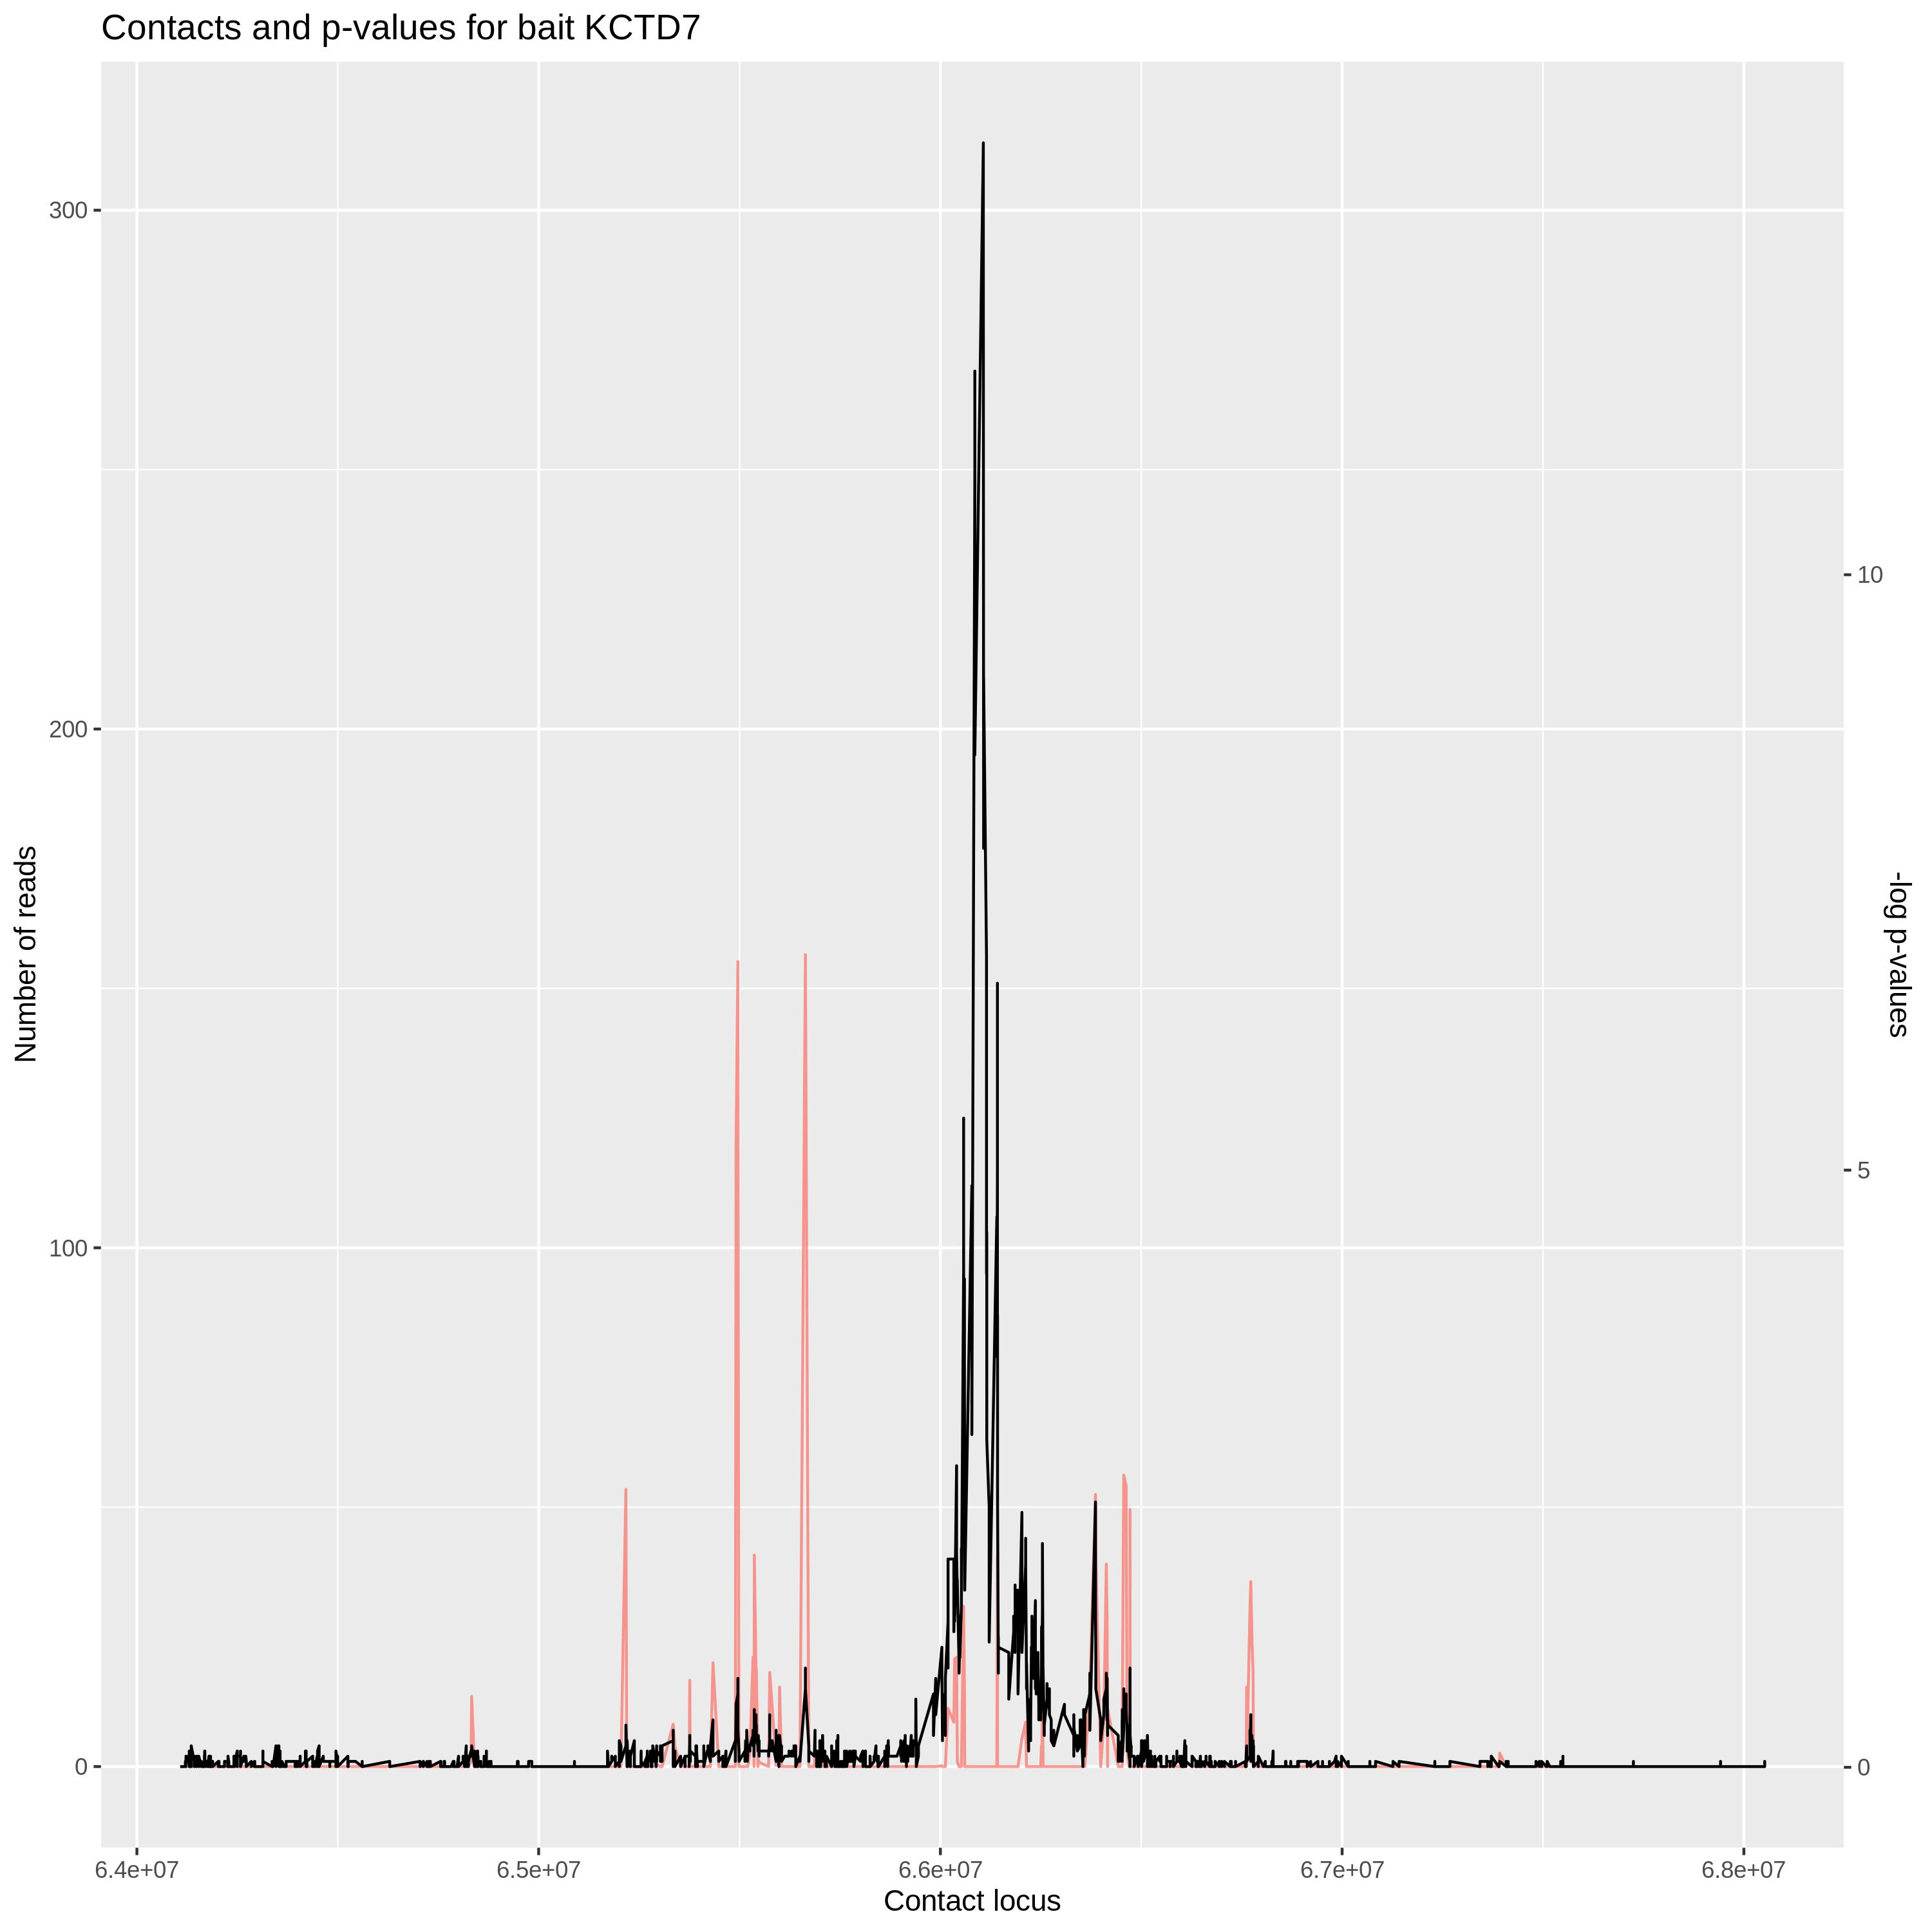 Contacts and p-values for bait KCTD7
Number of reads
300
200
100
0
10
5
0
-log p-values
6.4e+07
6.5e+07
6.6e+07
6.7e+07
6.8e+07
Contact locus